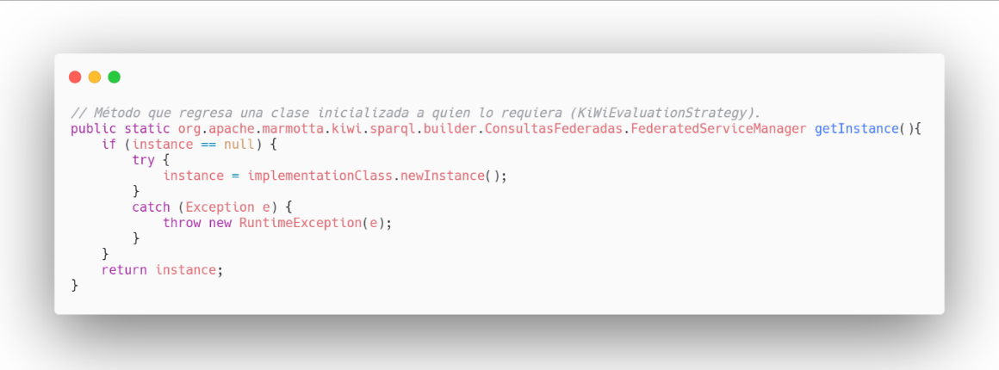 // Método que regresa una clase inicializada a quien lo requiera (KiWiEvaluationStrategy).
public static org.apache.marmotta.kiwi.sparql.builder.ConsultasFederadas.FederatedServiceManager getInstance(){
    if (instance == null) {
        try {
            instance = implementationClass.newInstance();
        }
        catch (Exception e) {
            throw new RuntimeException(e);
        }
    }
    return instance;
}